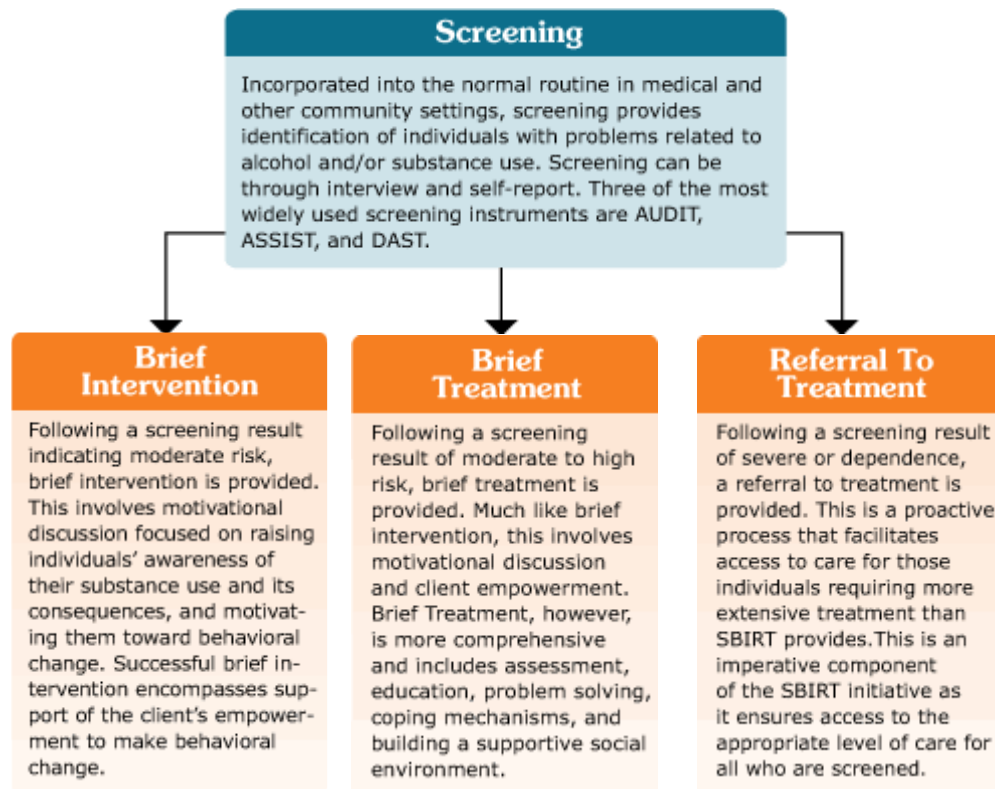 Screening
Incorporated into the normal routine in medical and
other community settings, screening provides
identification of individuals with problems related to
alcohol and/or substance use. Screening can be
through interview and self-report. Three of the most
widely used screening instruments are AUDIT,
ASSIST, and DAST.
Brief
Intervention
Following a screening result
indicating moderate risk,
brief intervention is provided.
This involves motivational
discussion focused on raising
individuals' awareness of
their substance use and its
consequences, and motivat-
ing them toward behavioral
change. Successful brief in-
tervention encompasses sup-
port of the client's empower-
ment to make behavioral
change.
Brief
Treatment
Following a screening
result of moderate to high
risk, brief treatment is
provided. Much like brief
intervention, this involves
motivational discussion
and client empowerment.
Brief Treatment, however,
is more comprehensive
and includes assessment,
education, problem solving,
coping mechanisms, and
building a supportive social
environment.
Referral To
Treatment
Following a screening result
of severe or dependence,
a referral to treatment is
provided. This is a proactive
process that facilitates
access to care for those
individuals requiring more
extensive treatment than
SBIRT provides.This is an
imperative component
of the SBIRT initiative as
it ensures access to the
appropriate level of care for
all who are screened.